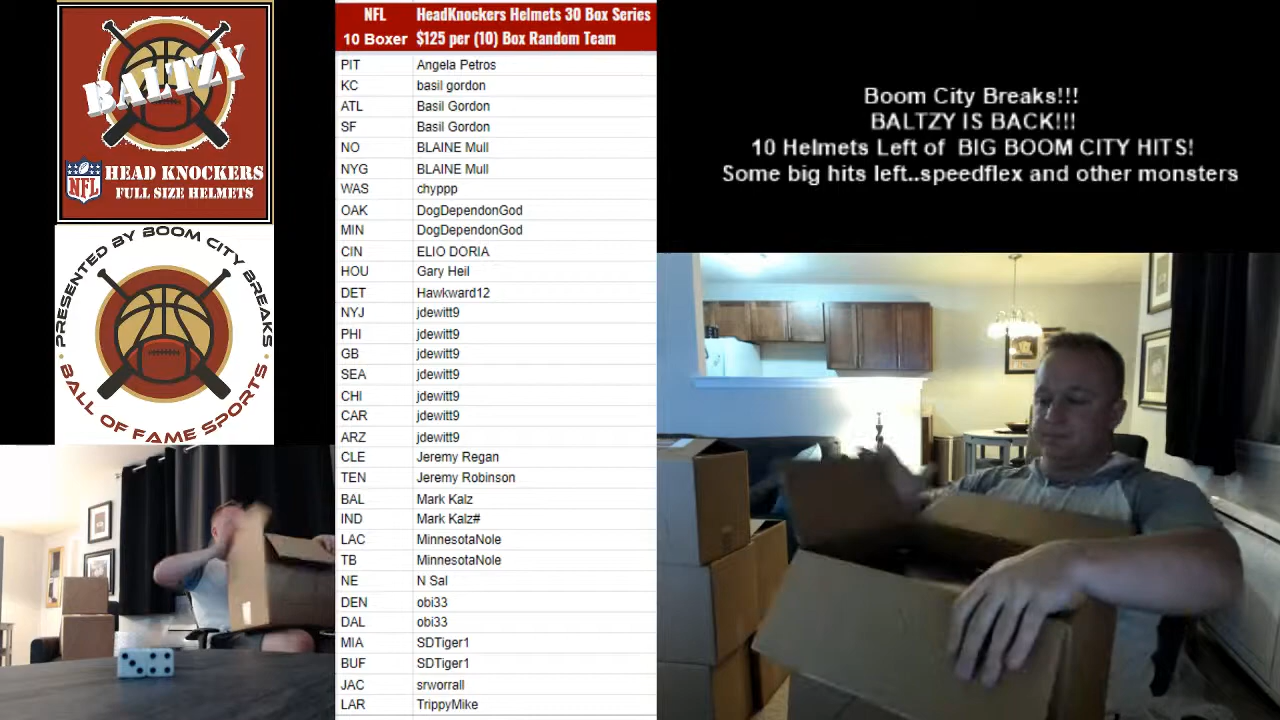 BALTZY
NFL
HEAD KNOCKERS
FULL SIZE HELMETS
PRESENTED BY BOOM CITY BREAKS
BALL OF FAME SPORTS
NFL HeadKnockers Helmets 30 Box Series
10 Boxer $125 per (10) Box Random Team
PIT Angela Petros
KC basil gordon
ATL Basil Gordon
SF Basil Gordon
NO BLAINE Mull
NYG BLAINE Mull
WAS chyppp
OAK DogDependonGod
MIN DogDependonGod
CIN ELIO DORIA
HOU Gary Heil
DET Hawkward12
NYJ jdewitt9
PHI jdewitt9
GB jdewitt9
SEA jdewitt9
CHI jdewitt9
CAR jdewitt9
ARZ jdewitt9
CLE Jeremy Regan
TEN Jeremy Robinson
BAL Mark Kalz
IND Mark Kalz#
LAC MinnesotaNole
TB MinnesotaNole
NE N Sal
DEN obi33
DAL obi33
MIA SDTiger1
BUF SDTiger1
JAC srworrall
LAR TrippyMike
Boom City Breaks!!!
BALTZY IS BACK!!!
10 Helmets Left of BIG BOOM CITY HITS!
Some big hits left..speedflex and other monsters